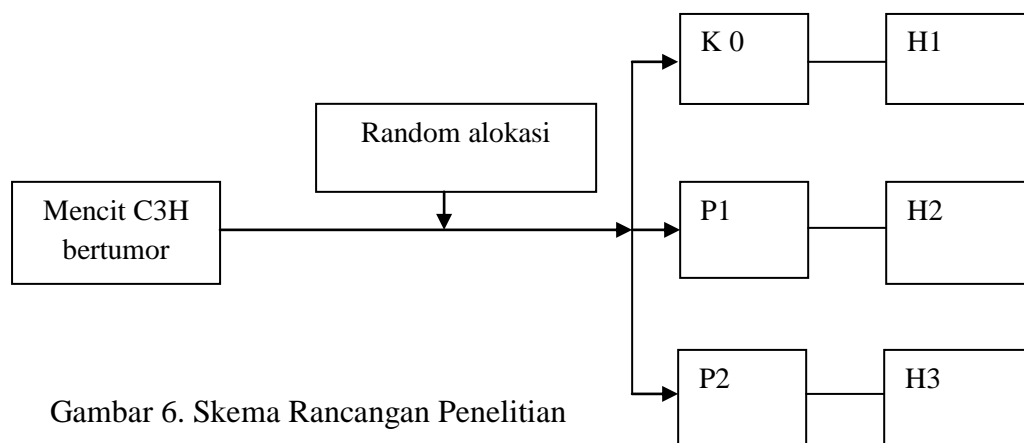 K 0
H1
Random alokasi
Mencit C3H
bertumor
P1
H2
P2
H3
Gambar 6. Skema Rancangan Penelitian